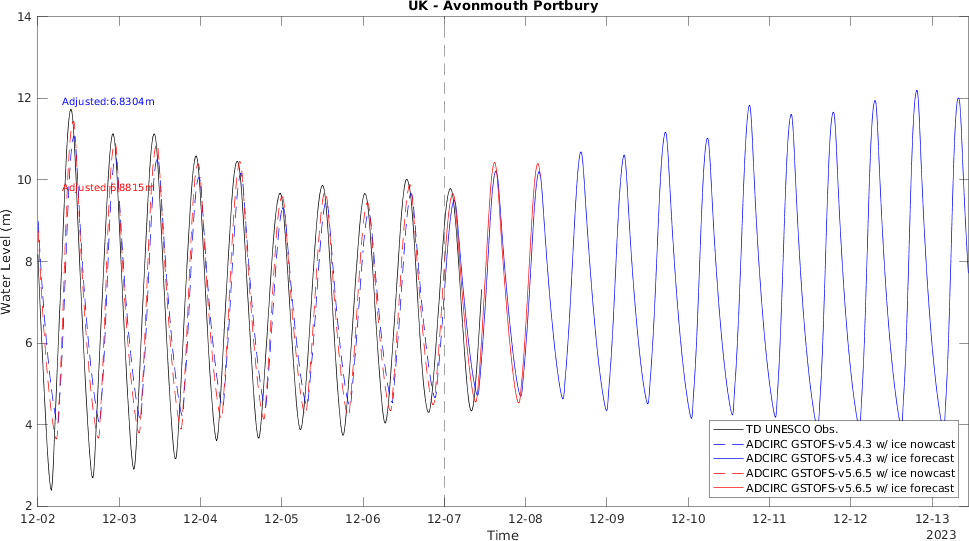 UK - Avonmouth Portbury
14
12
10
8
6
4
2
Water Level (m)
Adjusted:6.8304m
Adjusted:6.8815m
TD UNESCO Obs.
ADCIRC GSTOFS-v5.4.3 w/ ice nowcast
ADCIRC GSTOFS-v5.4.3 w/ ice forecast
ADCIRC GSTOFS-v5.6.5 w/ ice nowcast
ADCIRC GSTOFS-v5.6.5 w/ ice forecast
12-02 12-03 12-04 12-05 12-06 12-07 12-08 12-09 12-10 12-11 12-12 12-13
Time
2023